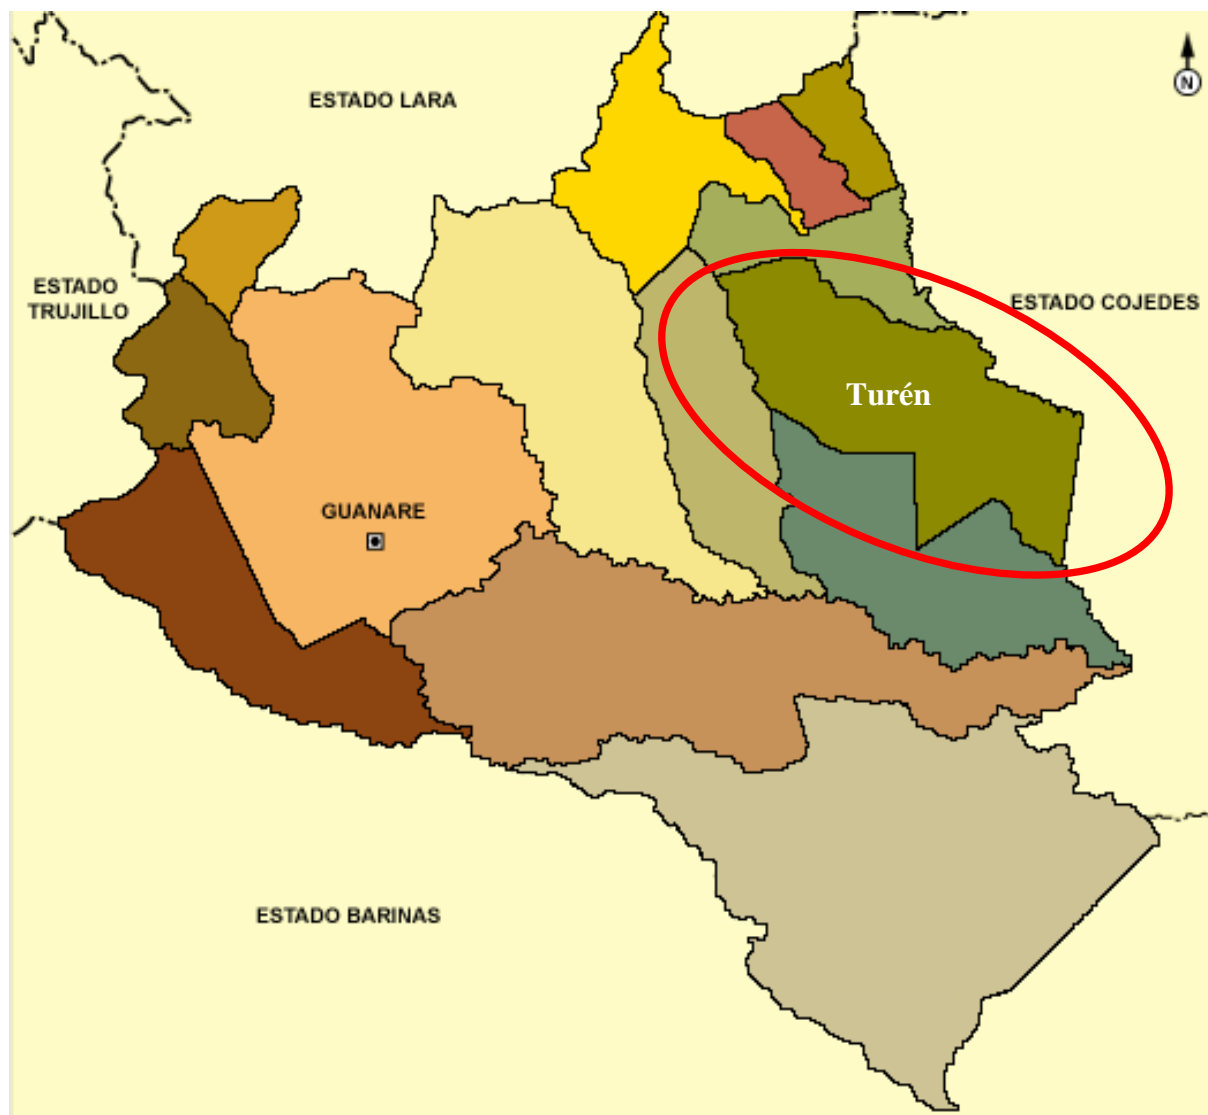 N
ESTADO LARA
ESTADO
TRUJILLO
ESTADO COJEDES
Turén
GUANARE
ESTADO BARINAS